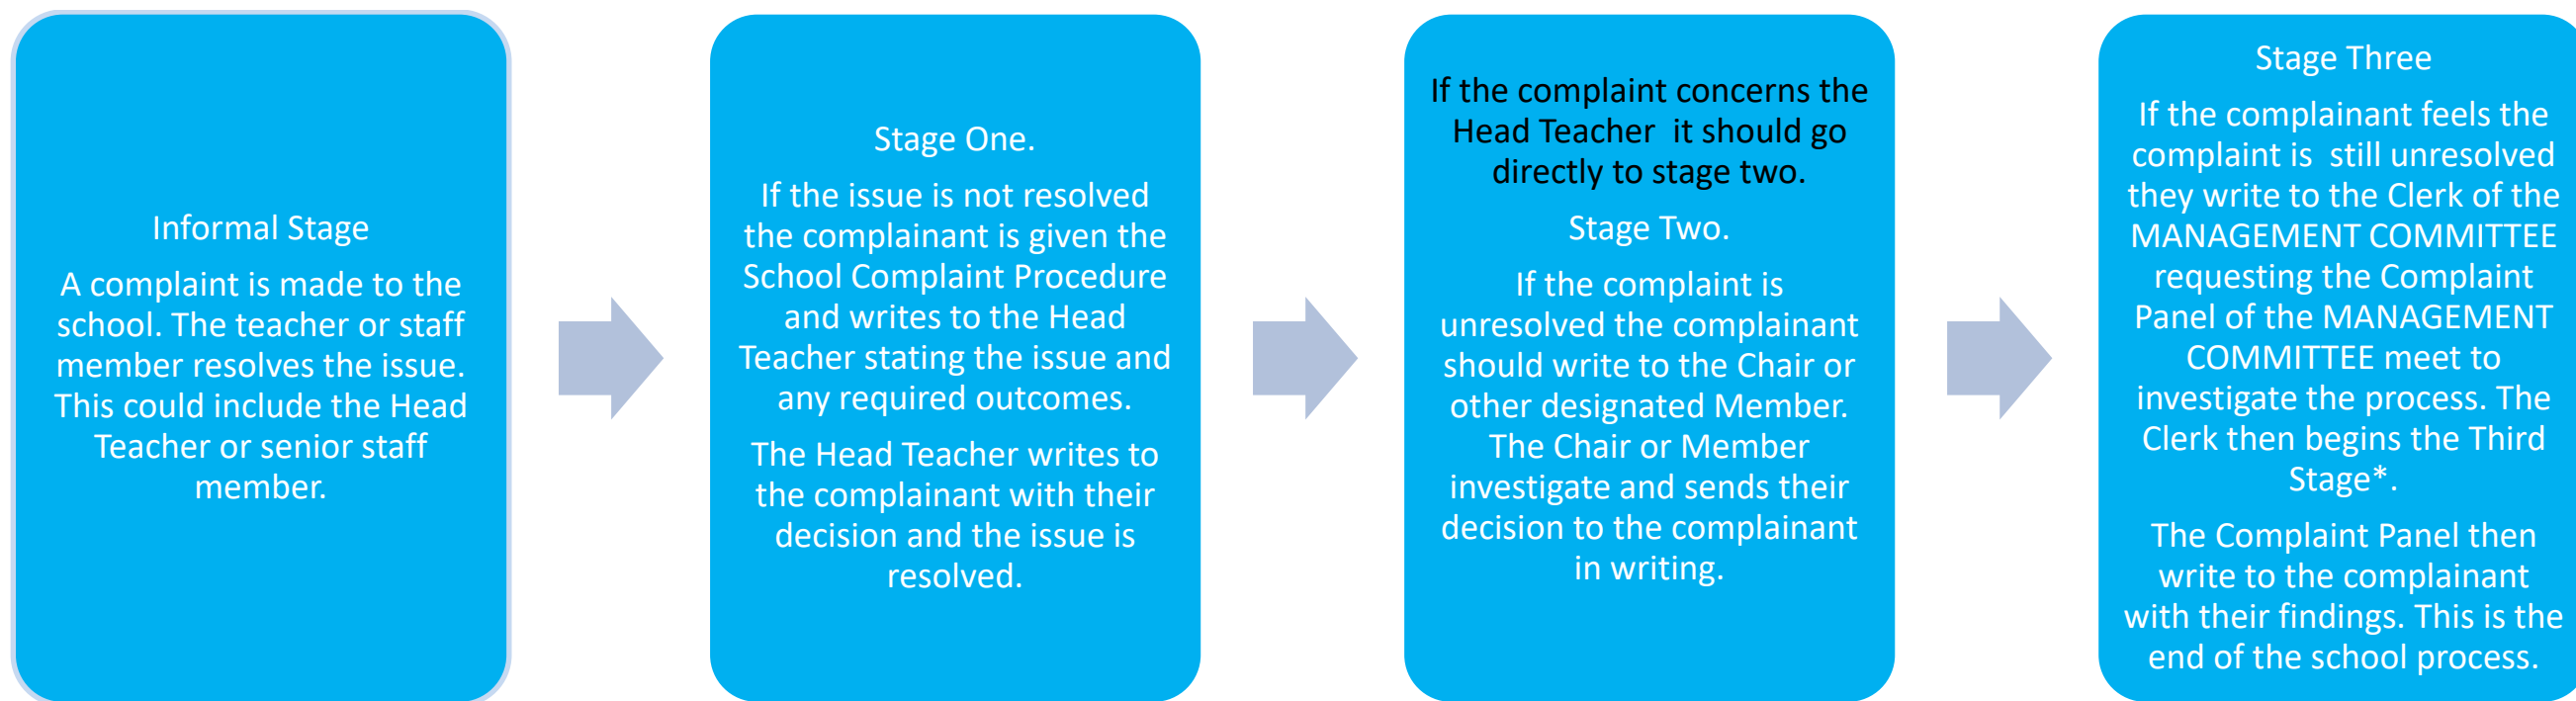 Informal Stage
A complaint is made to the
school. The teacher or staff
member resolves the issue.
This could include the Head
Teacher or senior staff
member.
Stage One.
If the issue is not resolved
the complainant is given the
School Complaint Procedure
and writes to the Head
Teacher stating the issue and
any required outcomes.
The Head Teacher writes to
the complainant with their
decision and the issue is
resolved.
If the complaint concerns the
Head Teacher  it should go
directly to stage two.
Stage Two.
If the complaint is
unresolved the complainant
should write to the Chair or
other designated Member.
The Chair or Member
investigate and sends their
decision to the complainant
in writing.
Stage Three
If the complainant feels the
complaint is  still unresolved
they write to the Clerk of the
MANAGEMENT COMMITTEE
requesting the Complaint
Panel of the MANAGEMENT
COMMITTEE meet to
investigate the process. The
Clerk then begins the Third
Stage*.
The Complaint Panel then
write to the complainant
with their findings. This is the
end of the school process.